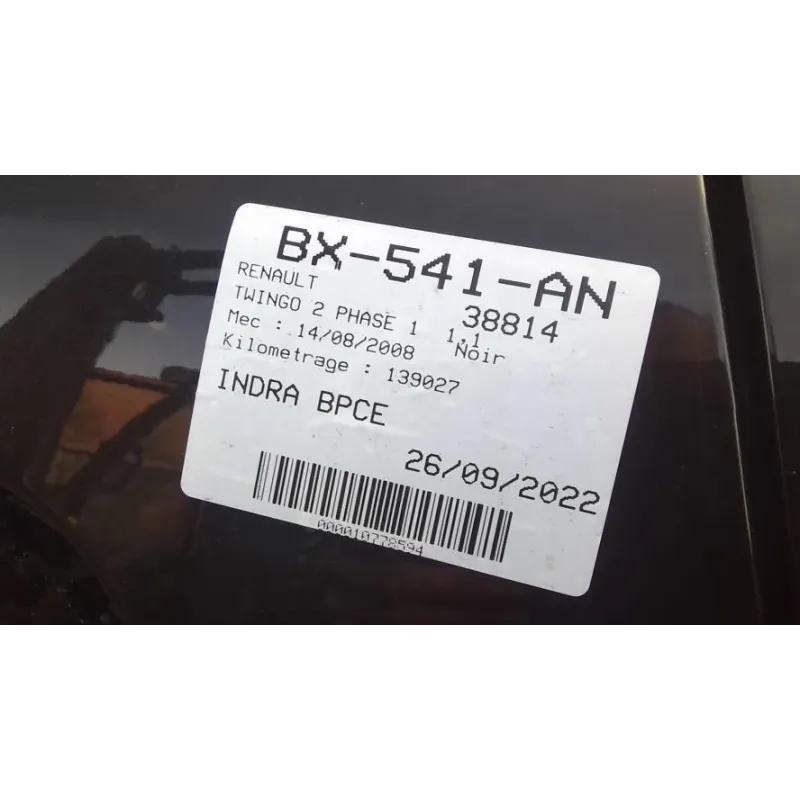 BX-541-AN
RENAULT 38814
TWINGO 2 PHASE 1 1.1
Mec : 14/08/2008 Noir
Kilometrage : 139027
INDRA BPCE
26/09/2022
000010778594